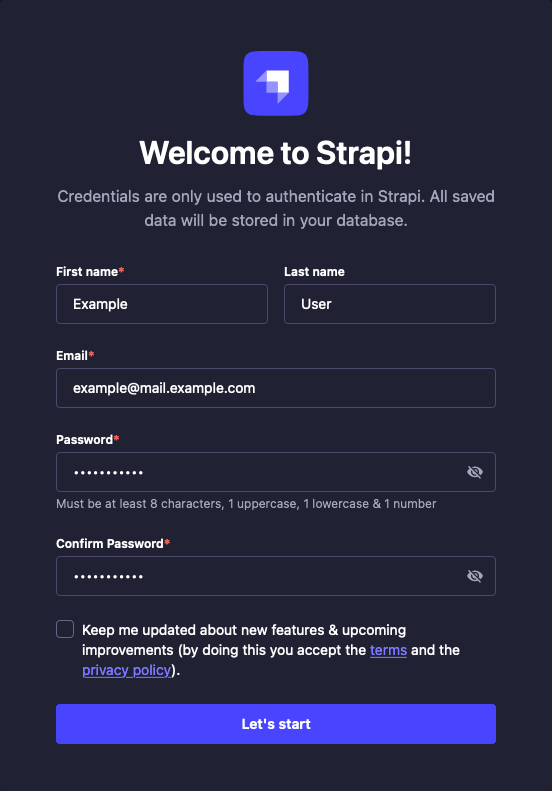 Welcome to Strapi!
Credentials are only used to authenticate in Strapi. All saved
data will be stored in your database.
First name* Last name
Example User
Email*
example@mail.example.com
Password*
•••••••••••
Must be at least 8 characters, 1 uppercase, 1 lowercase & 1 number
Confirm Password*
•••••••••••
Keep me updated about new features & upcoming
improvements (by doing this you accept the terms and the
privacy policy).
Let's start